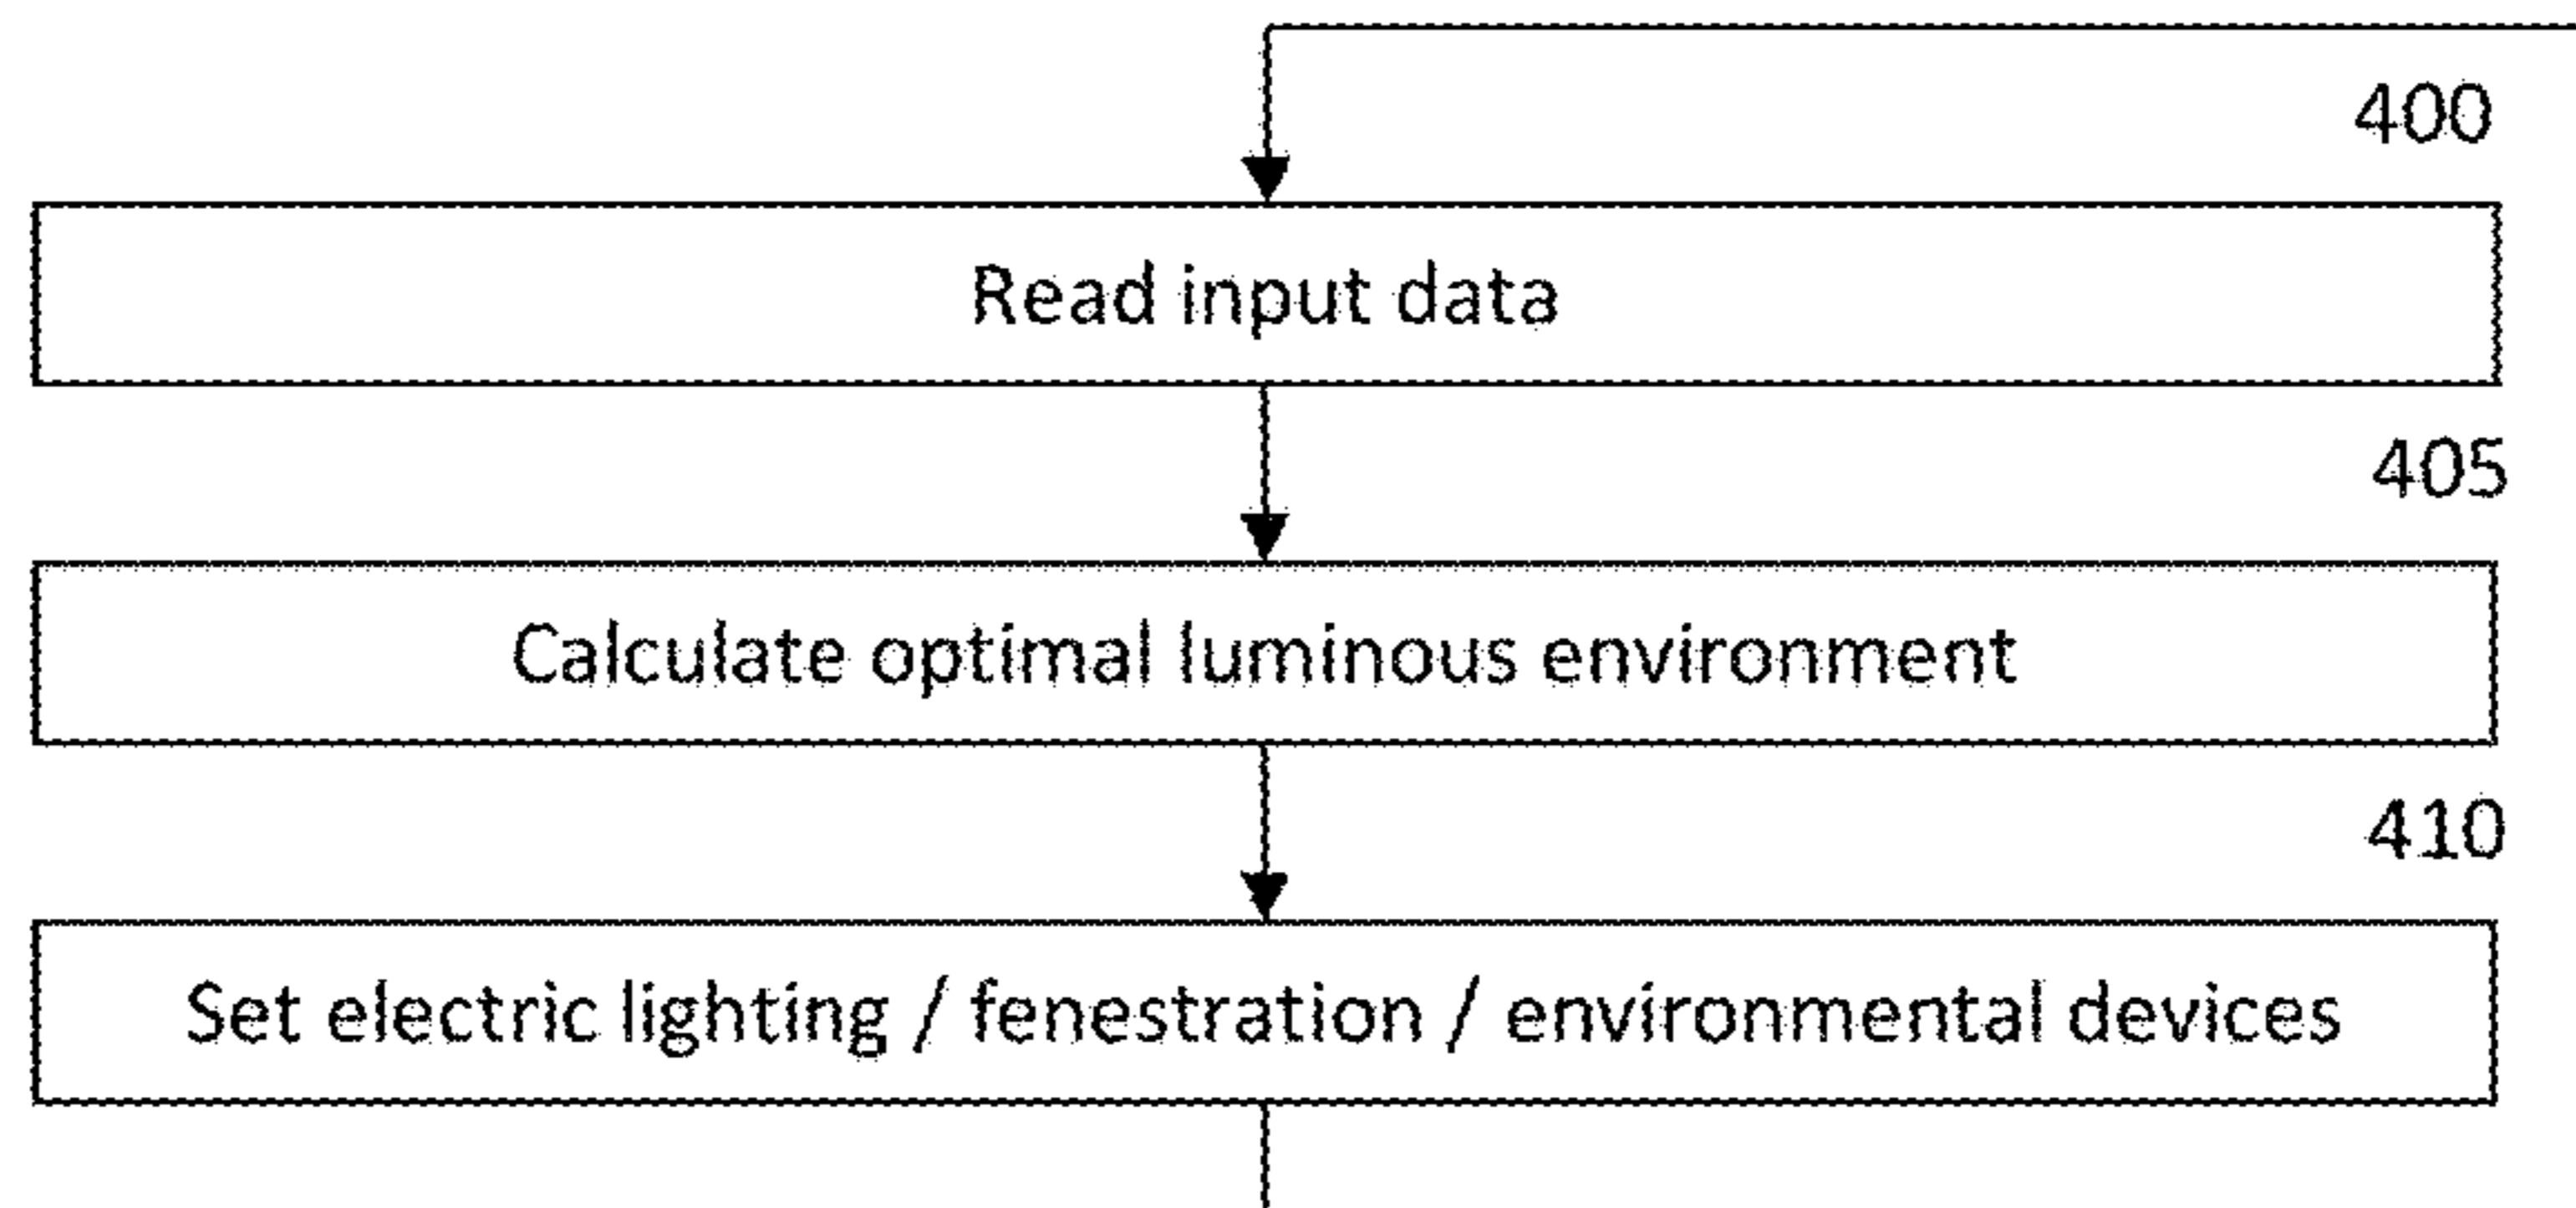 400
Read input data
405
Calculate optimal luminous environment
410
Set electric lighting / fenestration / environmental devices